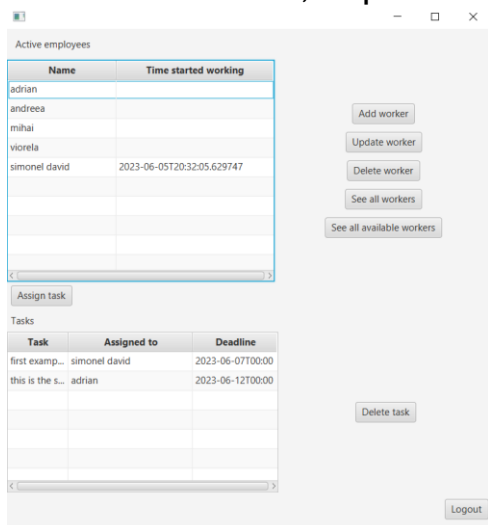 Active employees
Name Time started working
adrian
andreea
mihai
viorela
simonel david 2023-06-05T20:32:05.629747
Add worker
Update worker
Delete worker
See all workers
See all available workers
Assign task
Tasks
Task Assigned to Deadline
first examp... simonel david 2023-06-07T00:00
this is the s... adrian 2023-06-12T00:00
Delete task
Logout